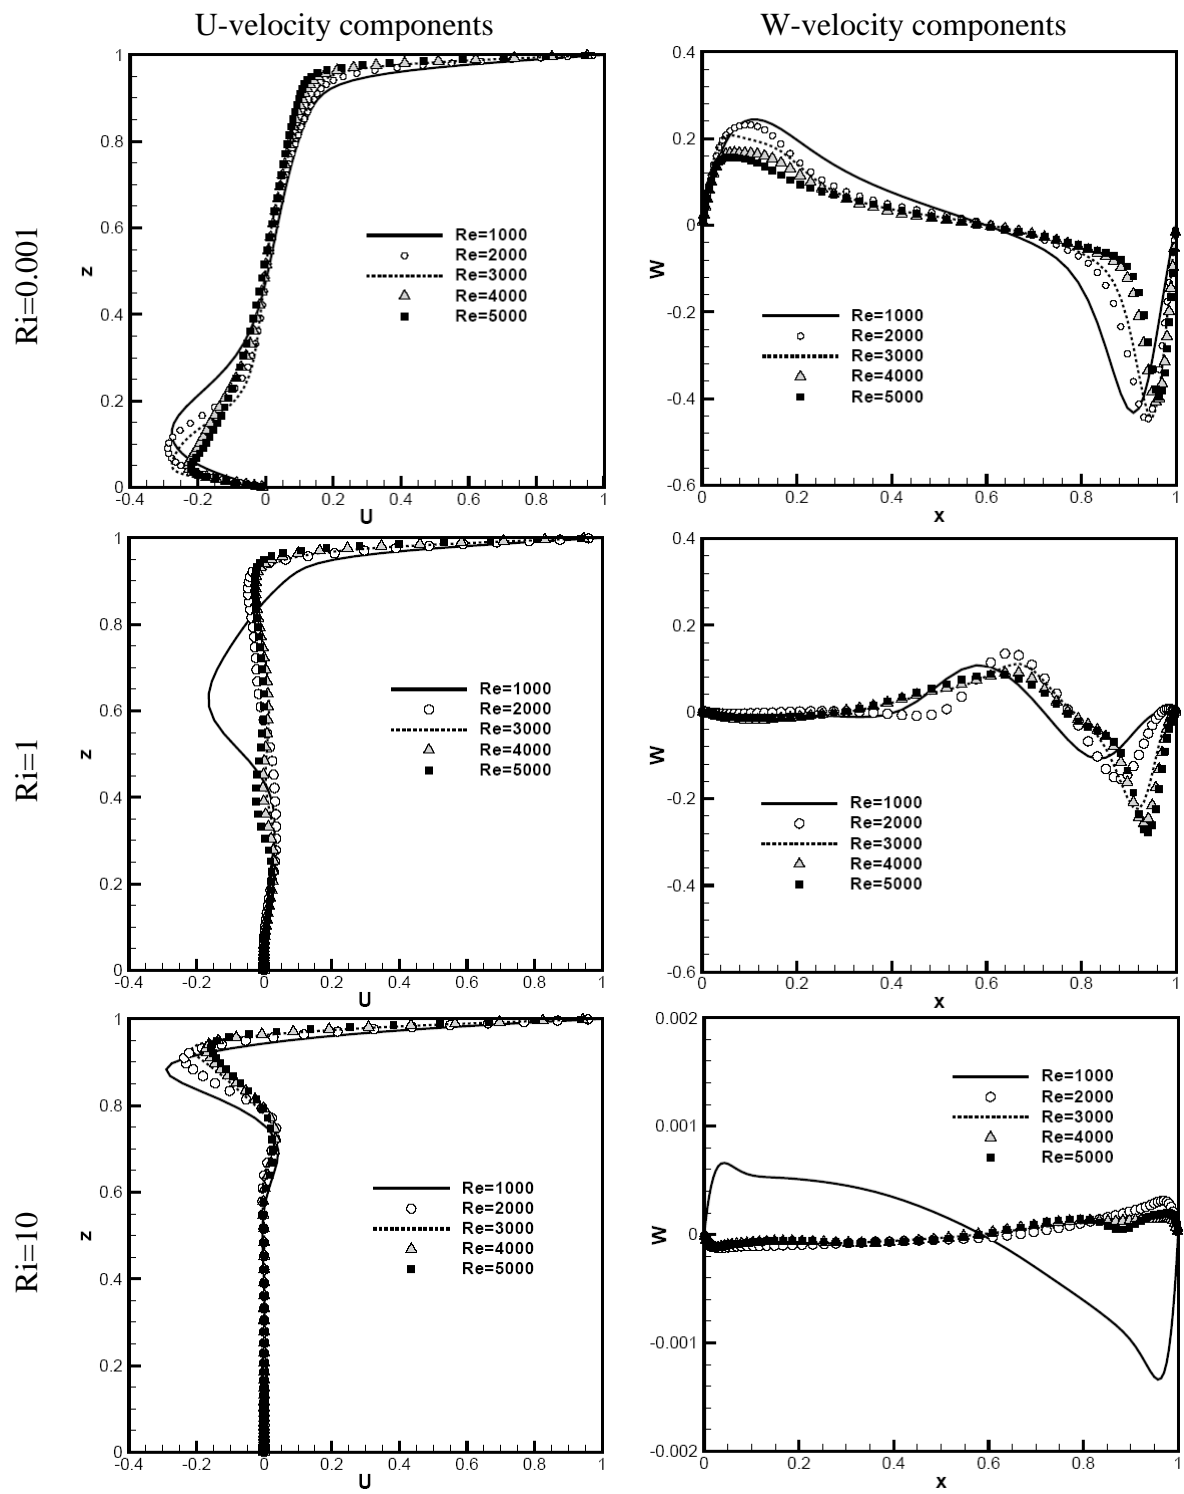 U-velocity components
W-velocity components
Ri=0.001
1
0.8
0.6
0.4
0.2
0
z
Re=1000
Re=2000
Re=3000
Re=4000
Re=5000
-0.4 -0.2 0 0.2 0.4 0.6 0.8 1
U
0.4
0.2
0
-0.2
-0.4
-0.6
W
Re=1000
Re=2000
Re=3000
Re=4000
Re=5000
0 0.2 0.4 0.6 0.8 1
x
Ri=1
1
0.8
0.6
0.4
0.2
0
z
Re=1000
Re=2000
Re=3000
Re=4000
Re=5000
-0.4 -0.2 0 0.2 0.4 0.6 0.8 1
U
0.4
0.2
0
-0.2
-0.4
-0.6
W
Re=1000
Re=2000
Re=3000
Re=4000
Re=5000
0 0.2 0.4 0.6 0.8 1
x
Ri=10
1
0.8
0.6
0.4
0.2
0
z
Re=1000
Re=2000
Re=3000
Re=4000
Re=5000
-0.4 -0.2 0 0.2 0.4 0.6 0.8 1
U
0.002
0.001
0
-0.001
-0.002
W
Re=1000
Re=2000
Re=3000
Re=4000
Re=5000
0 0.2 0.4 0.6 0.8 1
x